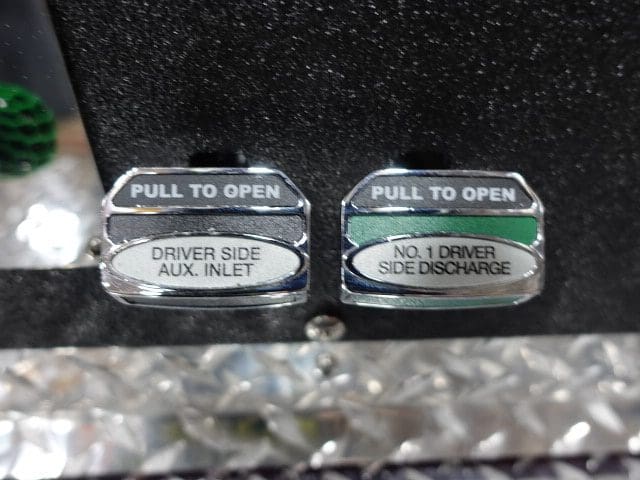 PULL TO OPEN
DRIVER SIDE
AUX. INLET
PULL TO OPEN
NO. 1 DRIVER
SIDE DISCHARGE